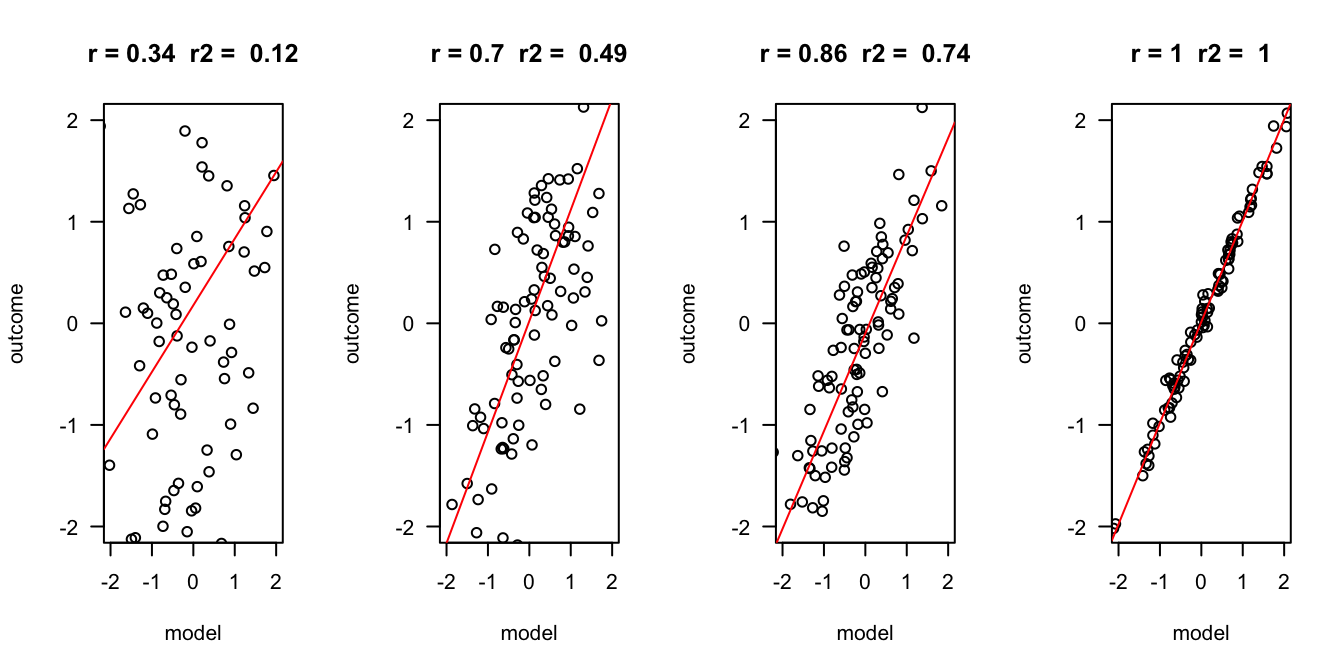 r = 0.34 r2 = 0.12
2
1
0
-1
-2
outcome
-2 -1 0 1 2
model
r = 0.7 r2 = 0.49
2
1
0
-1
-2
outcome
-2 -1 0 1 2
model
r = 0.86 r2 = 0.74
2
1
0
-1
-2
outcome
-2 -1 0 1 2
model
r = 1 r2 = 1
2
1
0
-1
-2
outcome
-2 -1 0 1 2
model